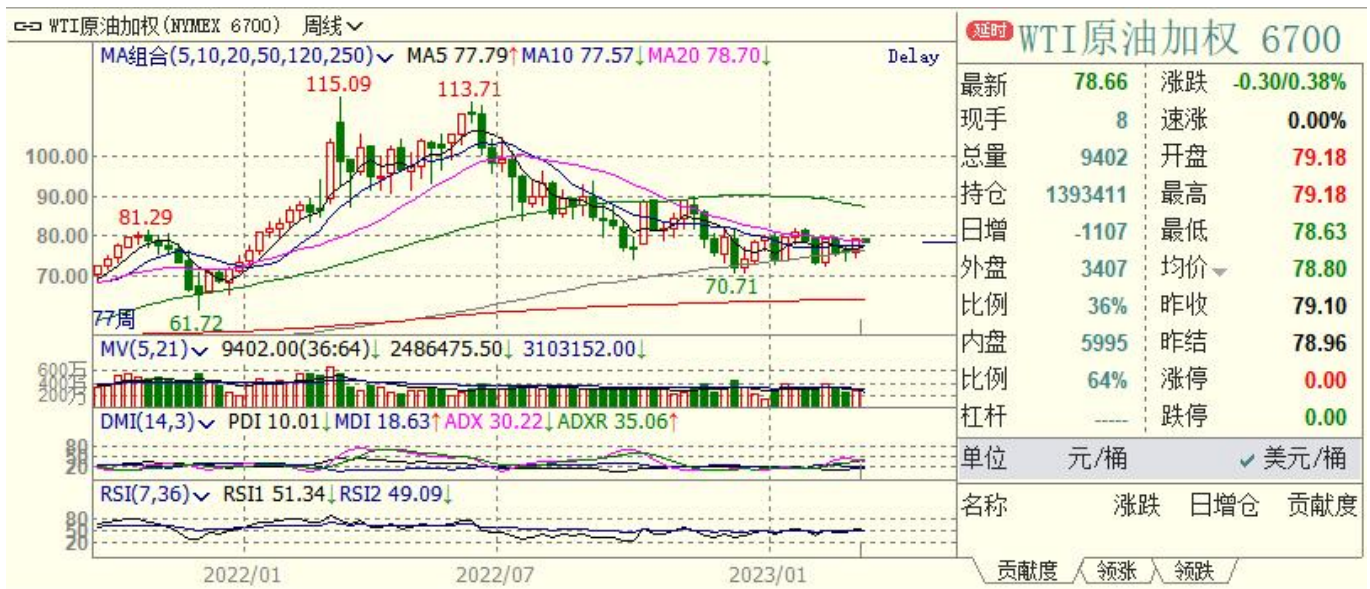 WTI原油加权(NYMEX 6700) 周线
MA组合(5,10,20,50,120,250) MA5 77.79↑MA10 77.57↓MA20 78.70↓ Delay
115.09
113.71
100.00
90.00
81.29
80.00
70.00
70.71
77周
61.72
MV(5,21) 9402.00(36:64)↓ 2486475.50↓ 3103152.00↓
600万
400万
200万
DMI(14,3) PDI 10.01↓MDI 18.63↑ADX 30.22↓ADXR 35.06↑
80
50
20
RSI(7,36) RSI1 51.34↓RSI2 49.09↓
80
50
20
2022/01 2022/07 2023/01
延时 WTI原油加权 6700
最新 78.66 涨跌 -0.30/0.38%
现手 8 速涨 0.00%
总量 9402 开盘 79.18
持仓 1393411 最高 79.18
日增 -1107 最低 78.63
外盘 3407 均价 78.80
比例 36% 昨收 79.10
内盘 5995 昨结 78.96
比例 64% 涨停 0.00
杠杆 ----- 跌停 0.00
单位 元/桶 ✓ 美元/桶
名称 涨跌 日增仓 贡献度
贡献度 领涨 领跌